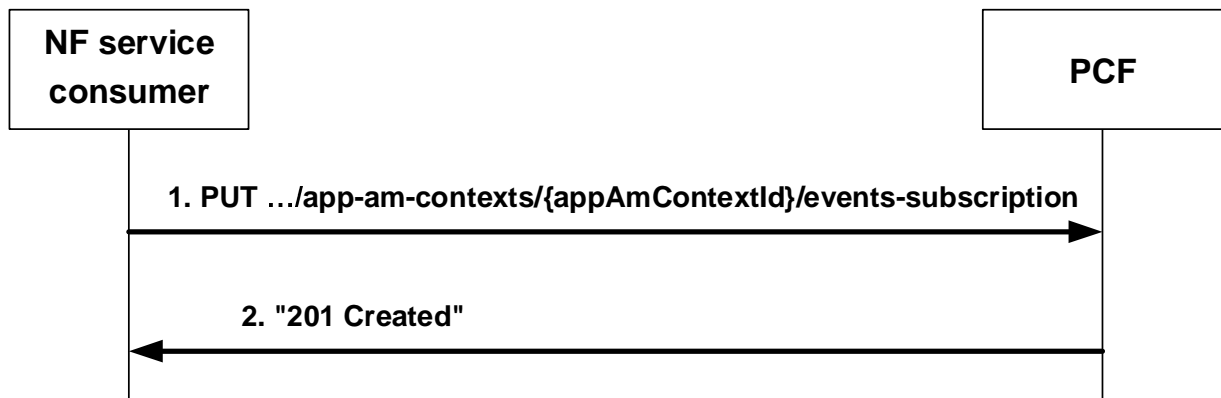 NF service
consumer
PCF
1. PUT …/app-am-contexts/{appAmContextId}/events-subscription
2. "201 Created"